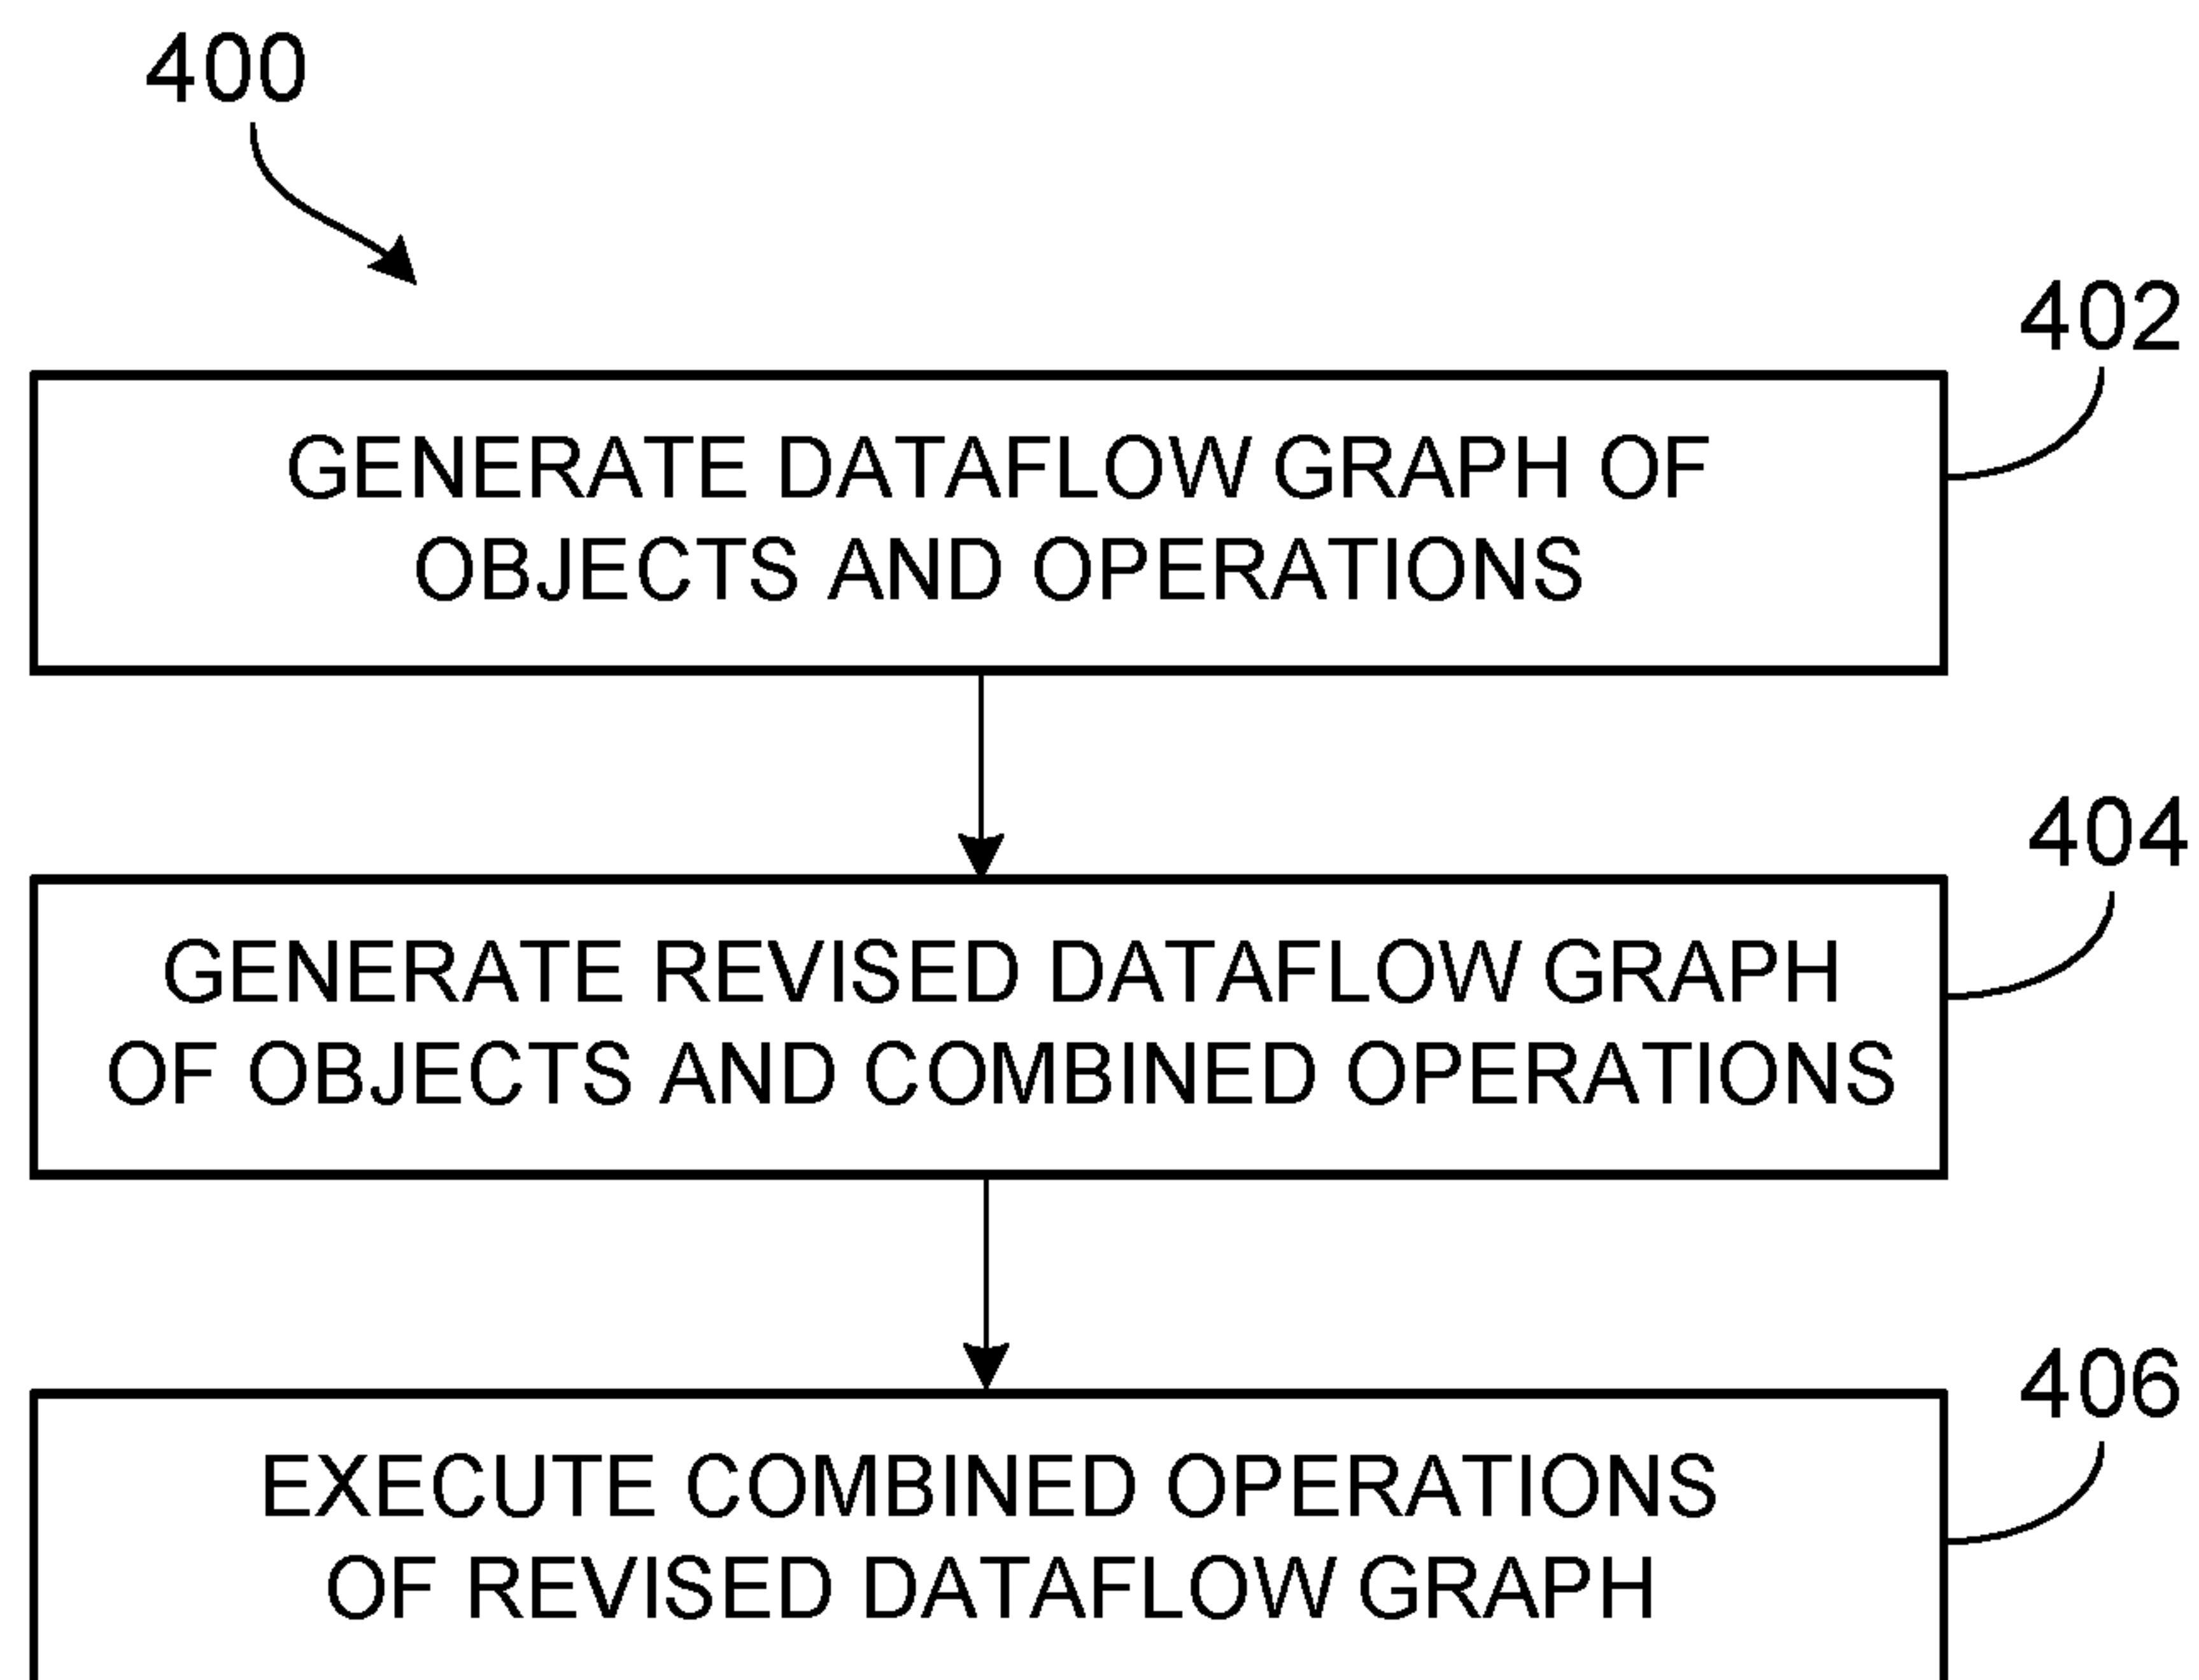 400
402
GENERATE DATAFLOW GRAPH OF
OBJECTS AND OPERATIONS
404
GENERATE REVISED DATAFLOW GRAPH
OF OBJECTS AND COMBINED OPERATIONS
406
EXECUTE COMBINED OPERATIONS
OF REVISED DATAFLOW GRAPH